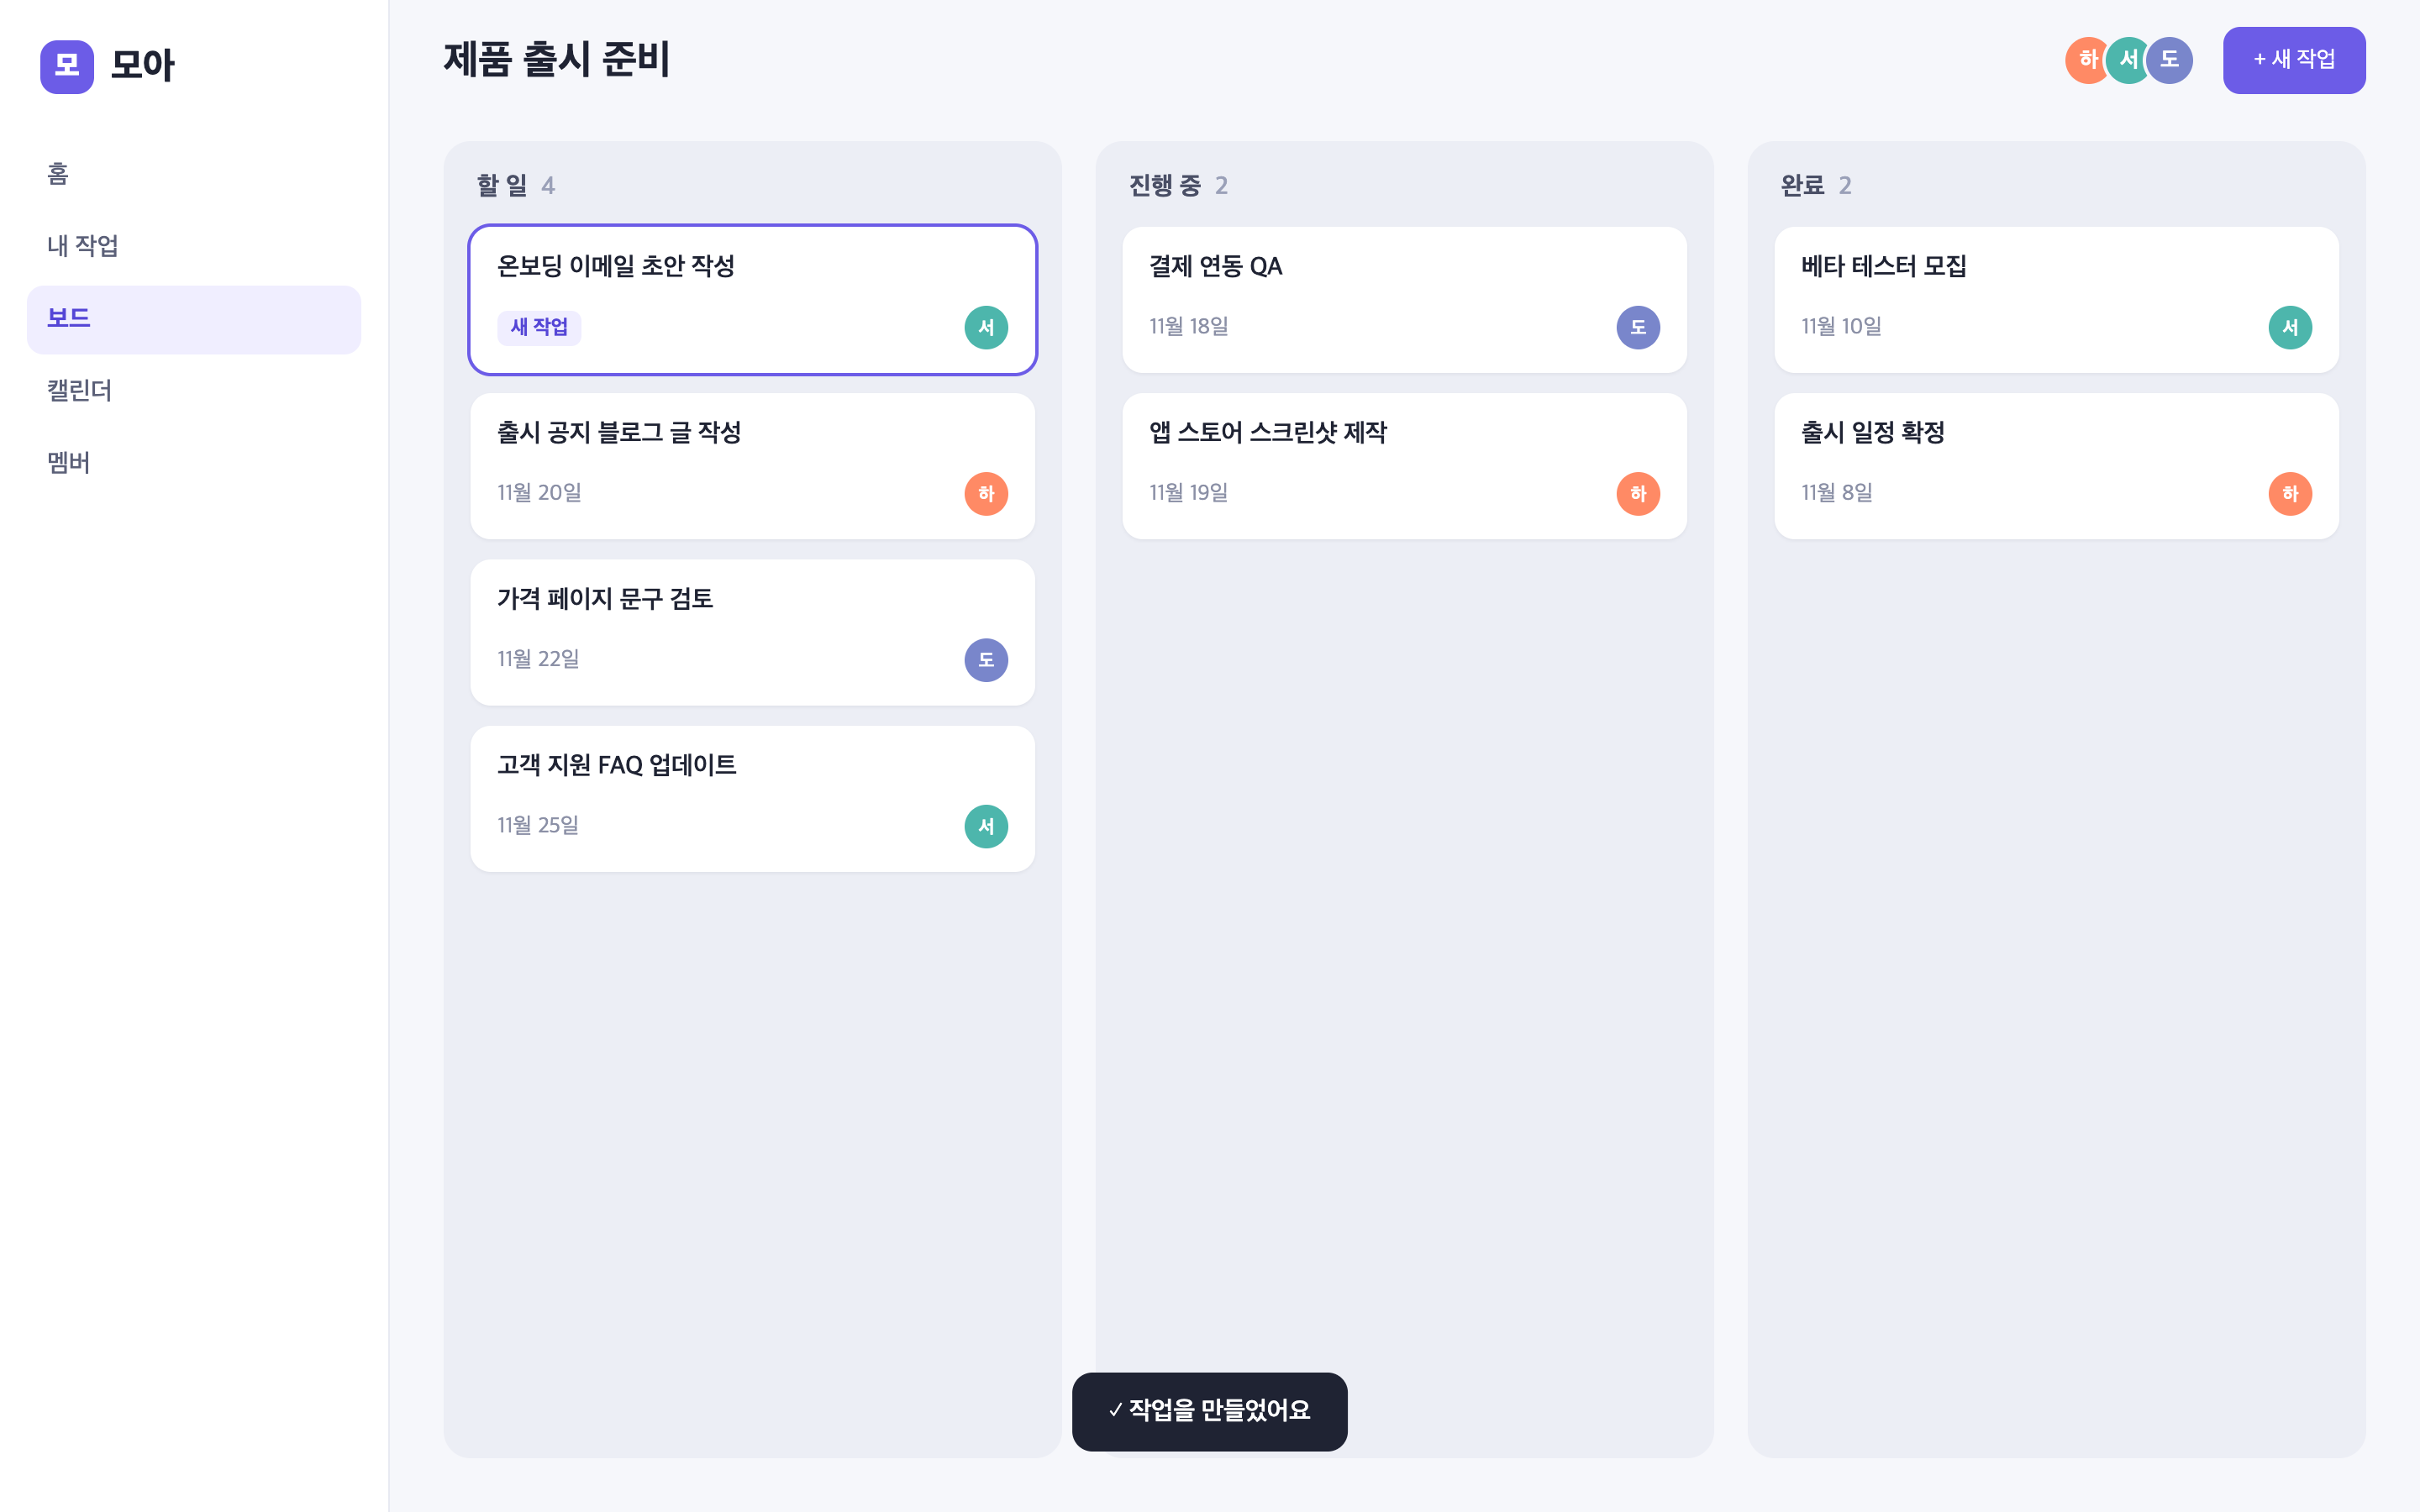 모 모아
홈
내 작업
보드
캘린더
멤버
제품 출시 준비
하 서 도
+ 새 작업
할 일 4
온보딩 이메일 초안 작성
새 작업 서
출시 공지 블로그 글 작성
11월 20일 하
가격 페이지 문구 검토
11월 22일 도
고객 지원 FAQ 업데이트
11월 25일 서
진행 중 2
결제 연동 QA
11월 18일 도
앱 스토어 스크린샷 제작
11월 19일 하
완료 2
베타 테스터 모집
11월 10일 서
출시 일정 확정
11월 8일 하
✓ 작업을 만들었어요